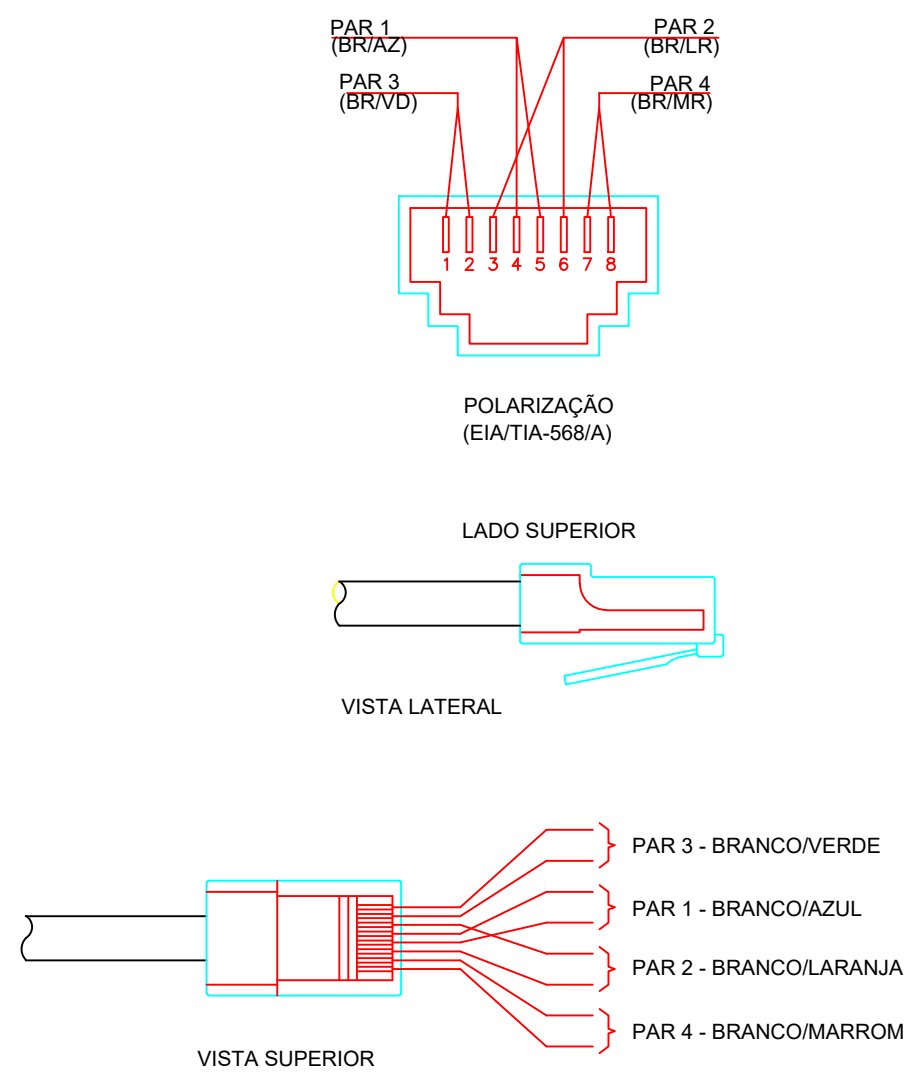 PAR 1
(BR/AZ)
PAR 2
(BR/LR)
PAR 3
(BR/VD)
PAR 4
(BR/MR)
1 2 3 4 5 6 7 8
POLARIZAÇÃO
(EIA/TIA-568/A)
LADO SUPERIOR
VISTA LATERAL
PAR 3 - BRANCO/VERDE
PAR 1 - BRANCO/AZUL
PAR 2 - BRANCO/LARANJA
PAR 4 - BRANCO/MARROM
VISTA SUPERIOR